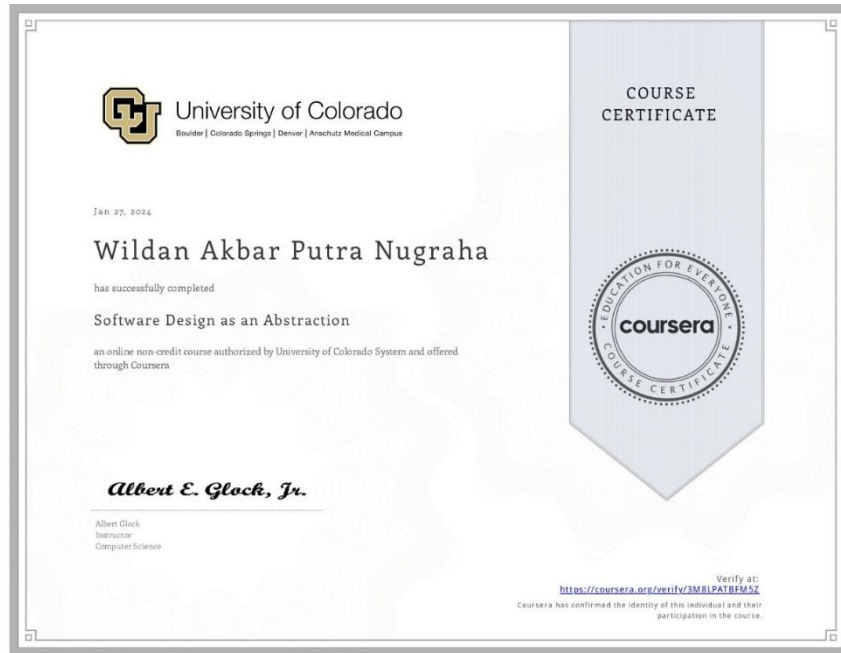 CU
University of Colorado
Boulder | Colorado Springs | Denver | Anschutz Medical Campus
COURSE
CERTIFICATE
Jan 27, 2024
Wildan Akbar Putra Nugraha
has successfully completed
Software Design as an Abstraction
an online non-credit course authorized by University of Colorado System and offered
through Coursera
EDUCATION FOR EVERYONE
coursera
COURSE CERTIFICATE
Albert E. Glock, Jr.
Albert Glock
Instructor
Computer Science
Verify at:
https://coursera.org/verify/3M8LPATBFM5Z
Coursera has confirmed the identity of this individual and their
participation in the course.